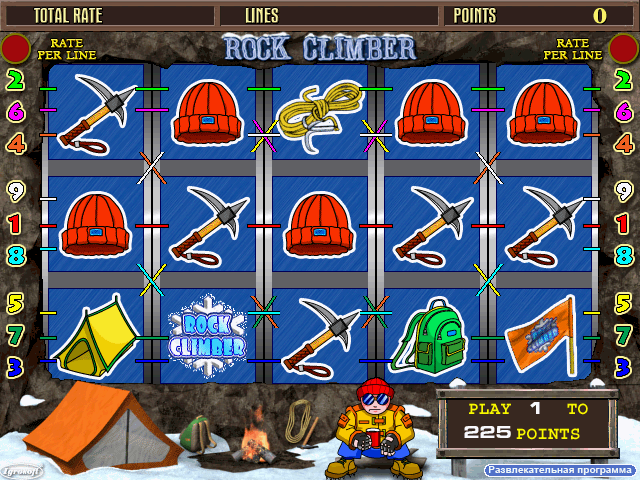 TOTAL RATE LINES POINTS 0
ROCK CLIMBER
RATE
PER LINE
RATE
PER LINE
2 2
6 6
4 4
9 9
1 1
8 8
5 5
7 7
3 3
ROCK
CLIMBER
PLAY 1 TO
225 POINTS
Igrosoft
Развлекательная программа